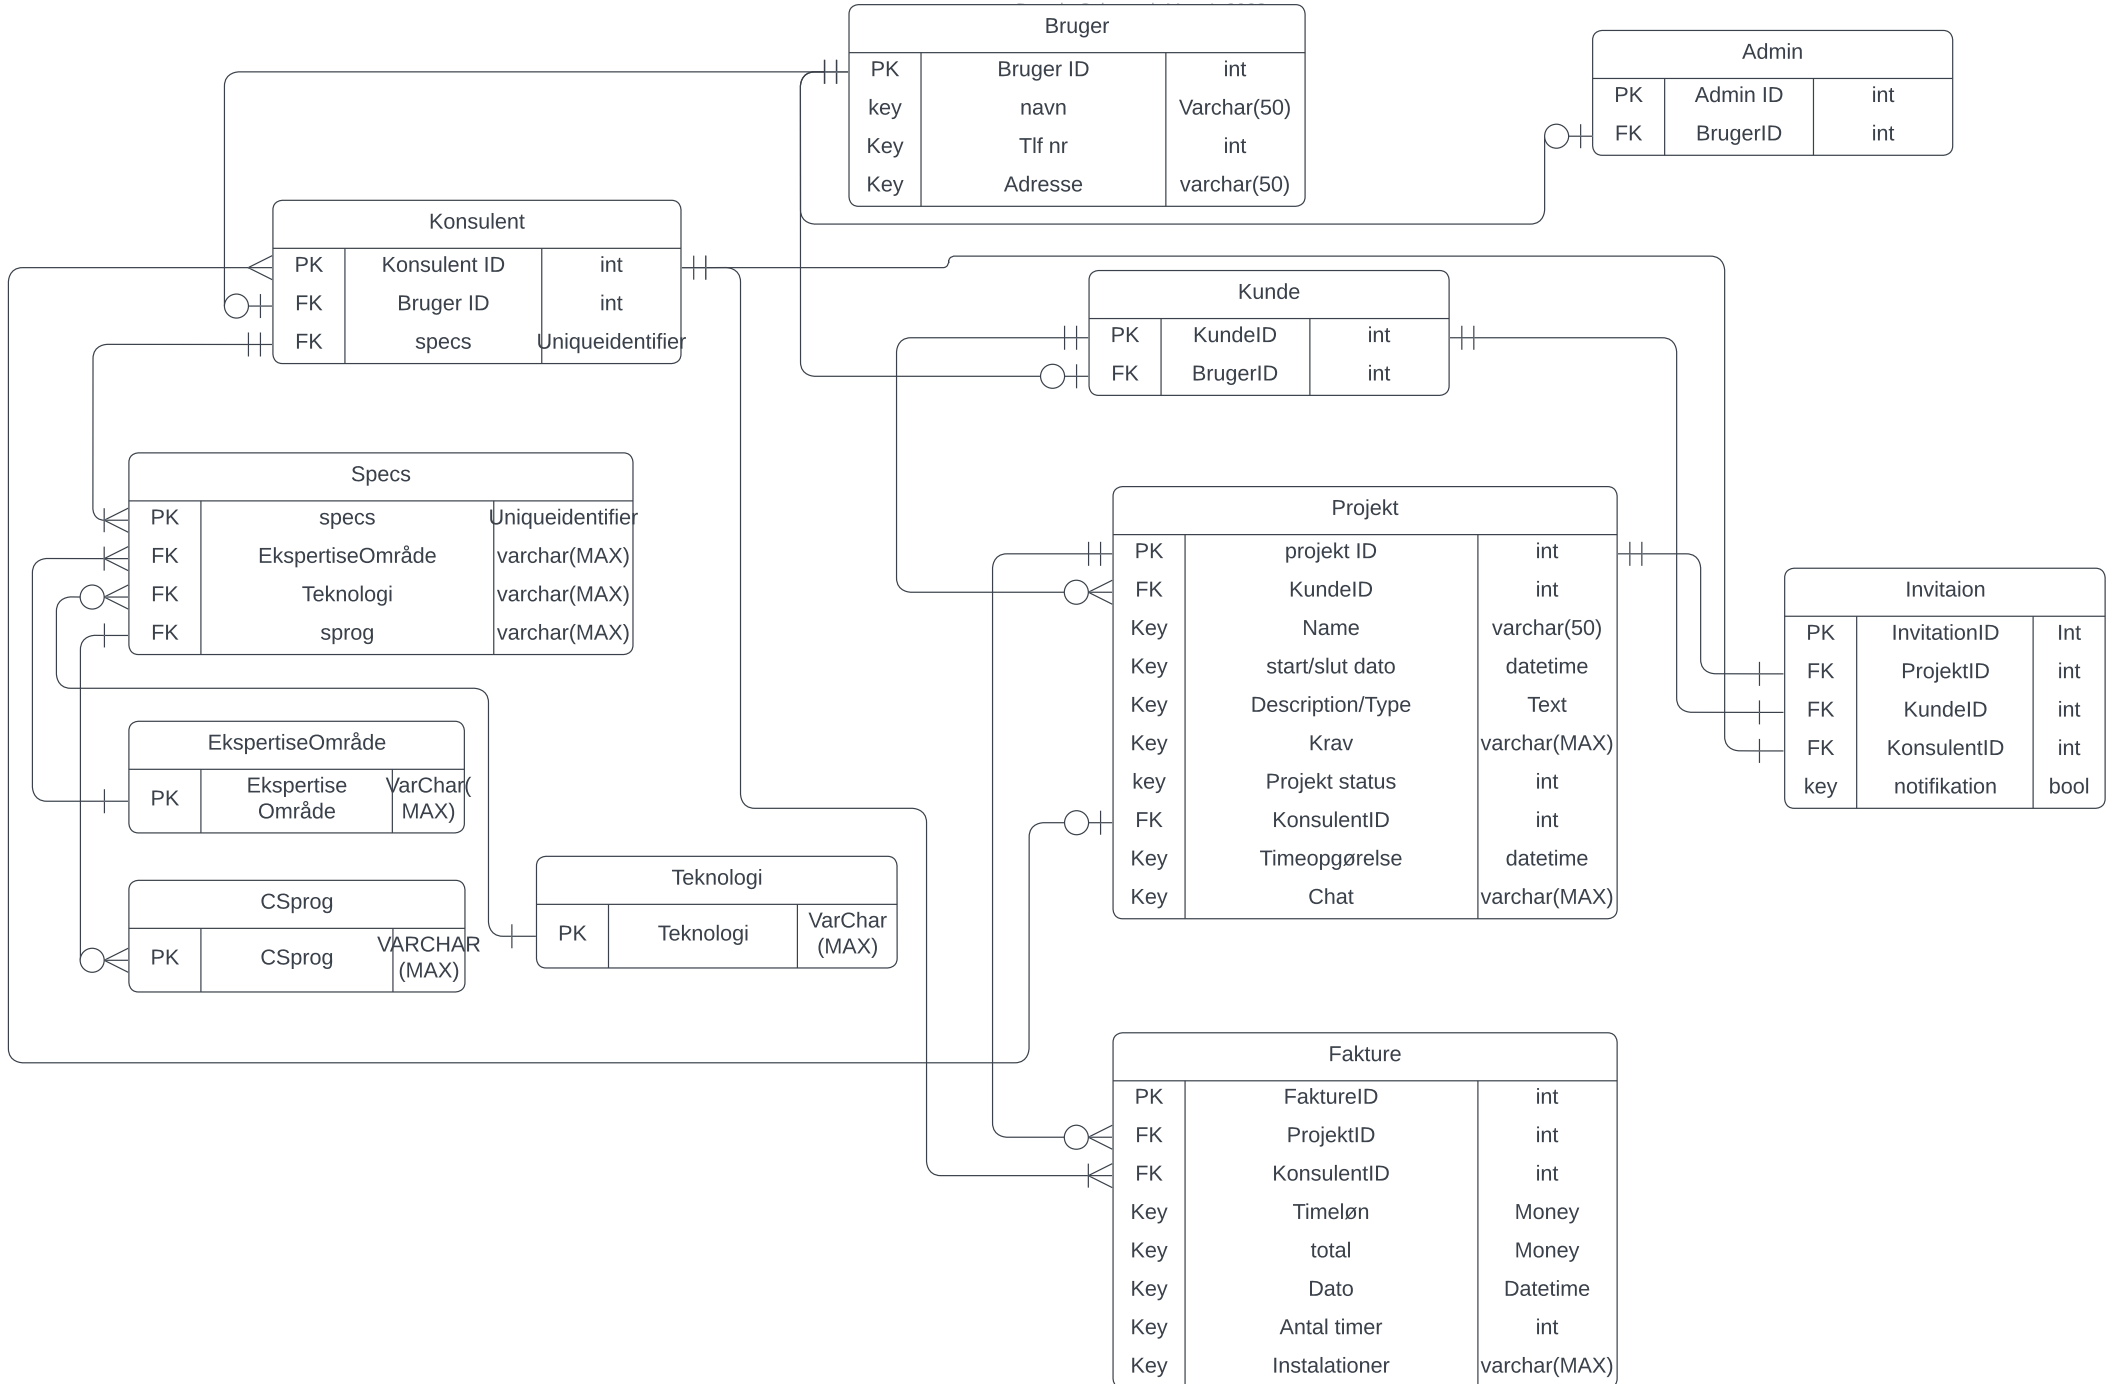 Bruger
PK Bruger ID int
key navn Varchar(50)
Key Tlf nr int
Key Adresse varchar(50)
Admin
PK Admin ID int
FK BrugerID int
Konsulent
PK Konsulent ID int
FK Bruger ID int
FK specs Uniqueidentifier
Kunde
PK KundeID int
FK BrugerID int
Specs
PK specs Uniqueidentifier
FK EkspertiseOmråde varchar(MAX)
FK Teknologi varchar(MAX)
FK sprog varchar(MAX)
Projekt
PK projekt ID int
FK KundeID int
Key Name varchar(50)
Key start/slut dato datetime
Key Description/Type Text
Key Krav varchar(MAX)
key Projekt status int
FK KonsulentID int
Key Timeopgørelse datetime
Key Chat varchar(MAX)
Invitaion
PK InvitationID Int
FK ProjektID int
FK KundeID int
FK KonsulentID int
key notifikation bool
EkspertiseOmråde
PK Ekspertise
Område VarChar(
MAX)
CSprog
PK CSprog VARCHAR
(MAX)
Teknologi
PK Teknologi VarChar
(MAX)
Fakture
PK FaktureID int
FK ProjektID int
FK KonsulentID int
Key Timeløn Money
Key total Money
Key Dato Datetime
Key Antal timer int
Key Instalationer varchar(MAX)